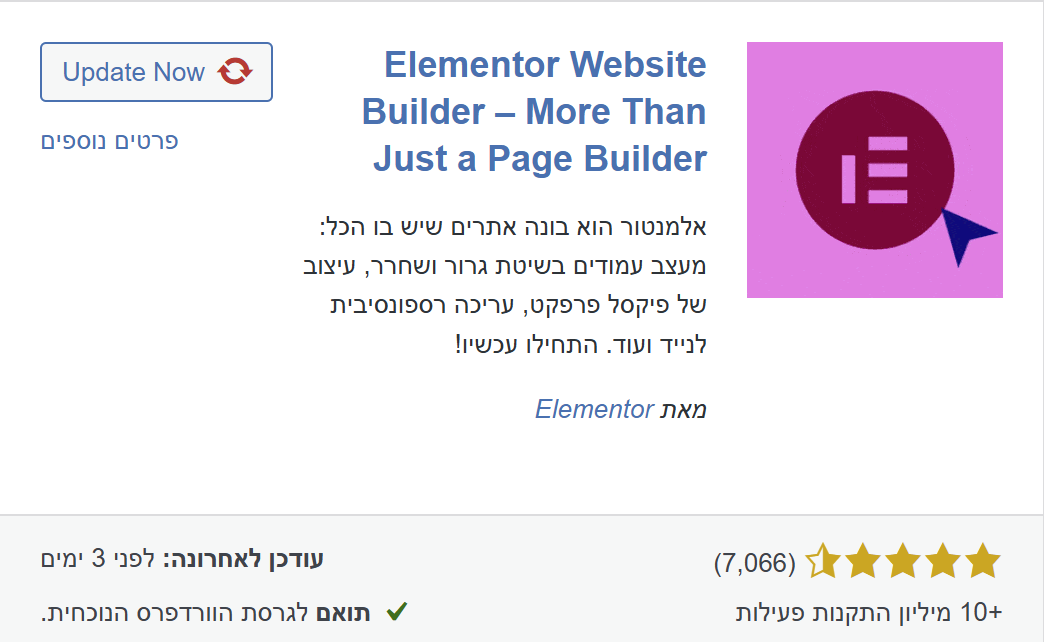 Elementor Website
Builder – More Than
Just a Page Builder
Update Now
פרטים נוספים
אלמנטור הוא בונה אתרים שיש בו הכל:
מעצב עמודים בשיטת גרור ושחרר, עיצוב
של פיקסל פרפקט, עריכה רספונסיבית
לנייד ועוד. התחילו עכשיו!
מאת Elementor
(7,066)
עודכן לאחרונה: לפני 3 ימים
10+ מיליון התקנות פעילות
תואם לגרסת הוורדפרס הנוכחית.